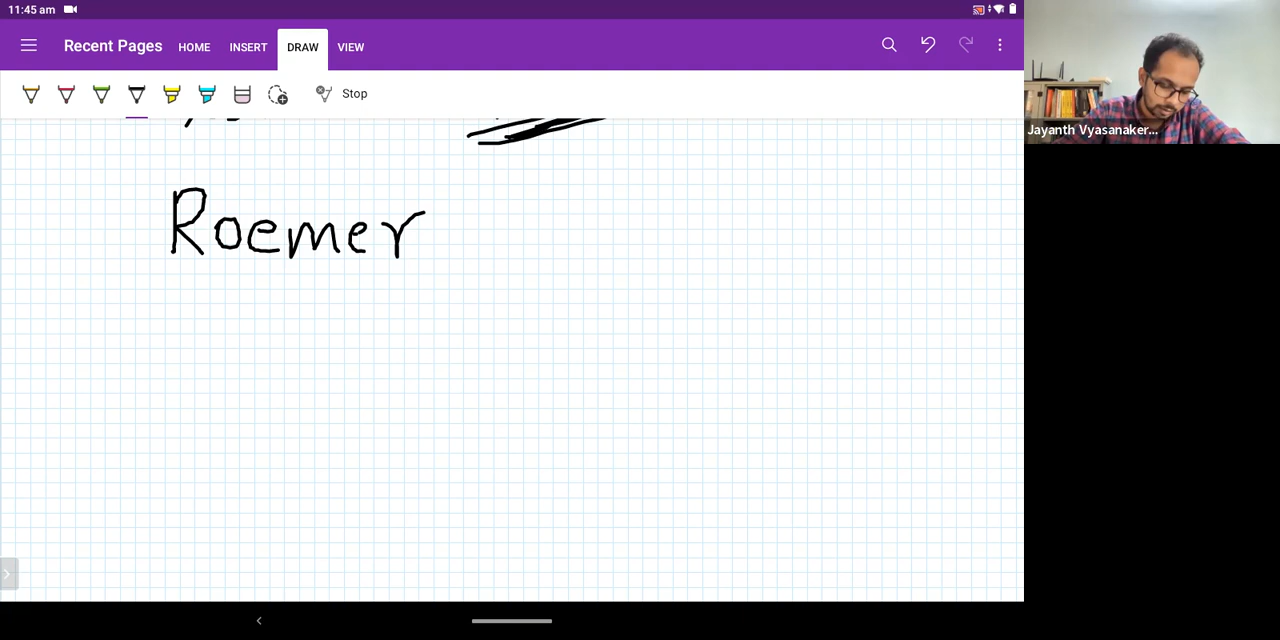 11:45 am
Recent Pages HOME INSERT DRAW VIEW
Stop
Jayanth Vyasanaker...
Roemer